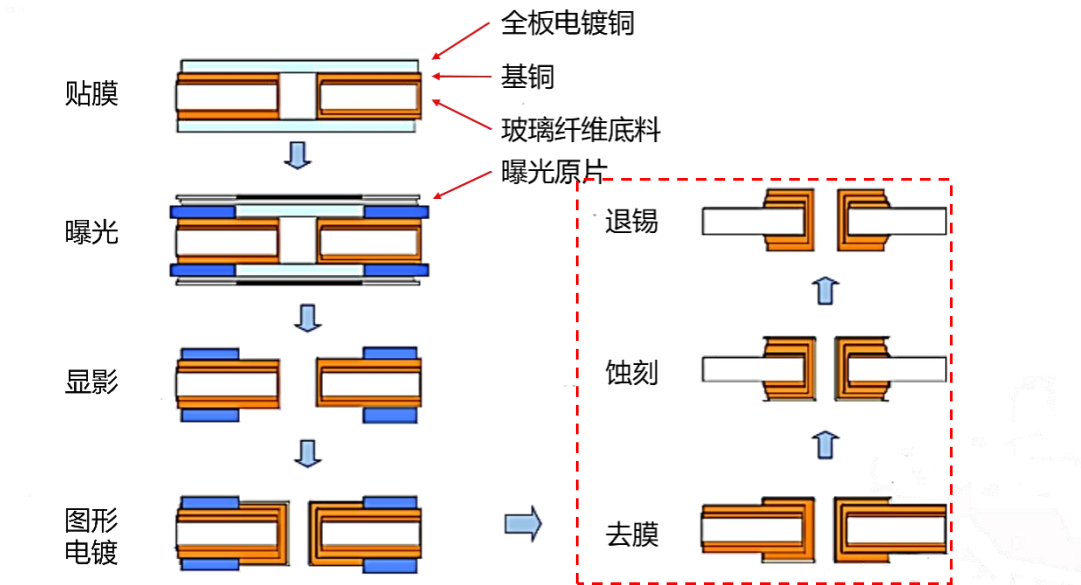 全板电镀铜
贴膜
基铜
玻璃纤维底料
曝光原片
曝光
显影
图形
电镀
退锡
蚀刻
去膜